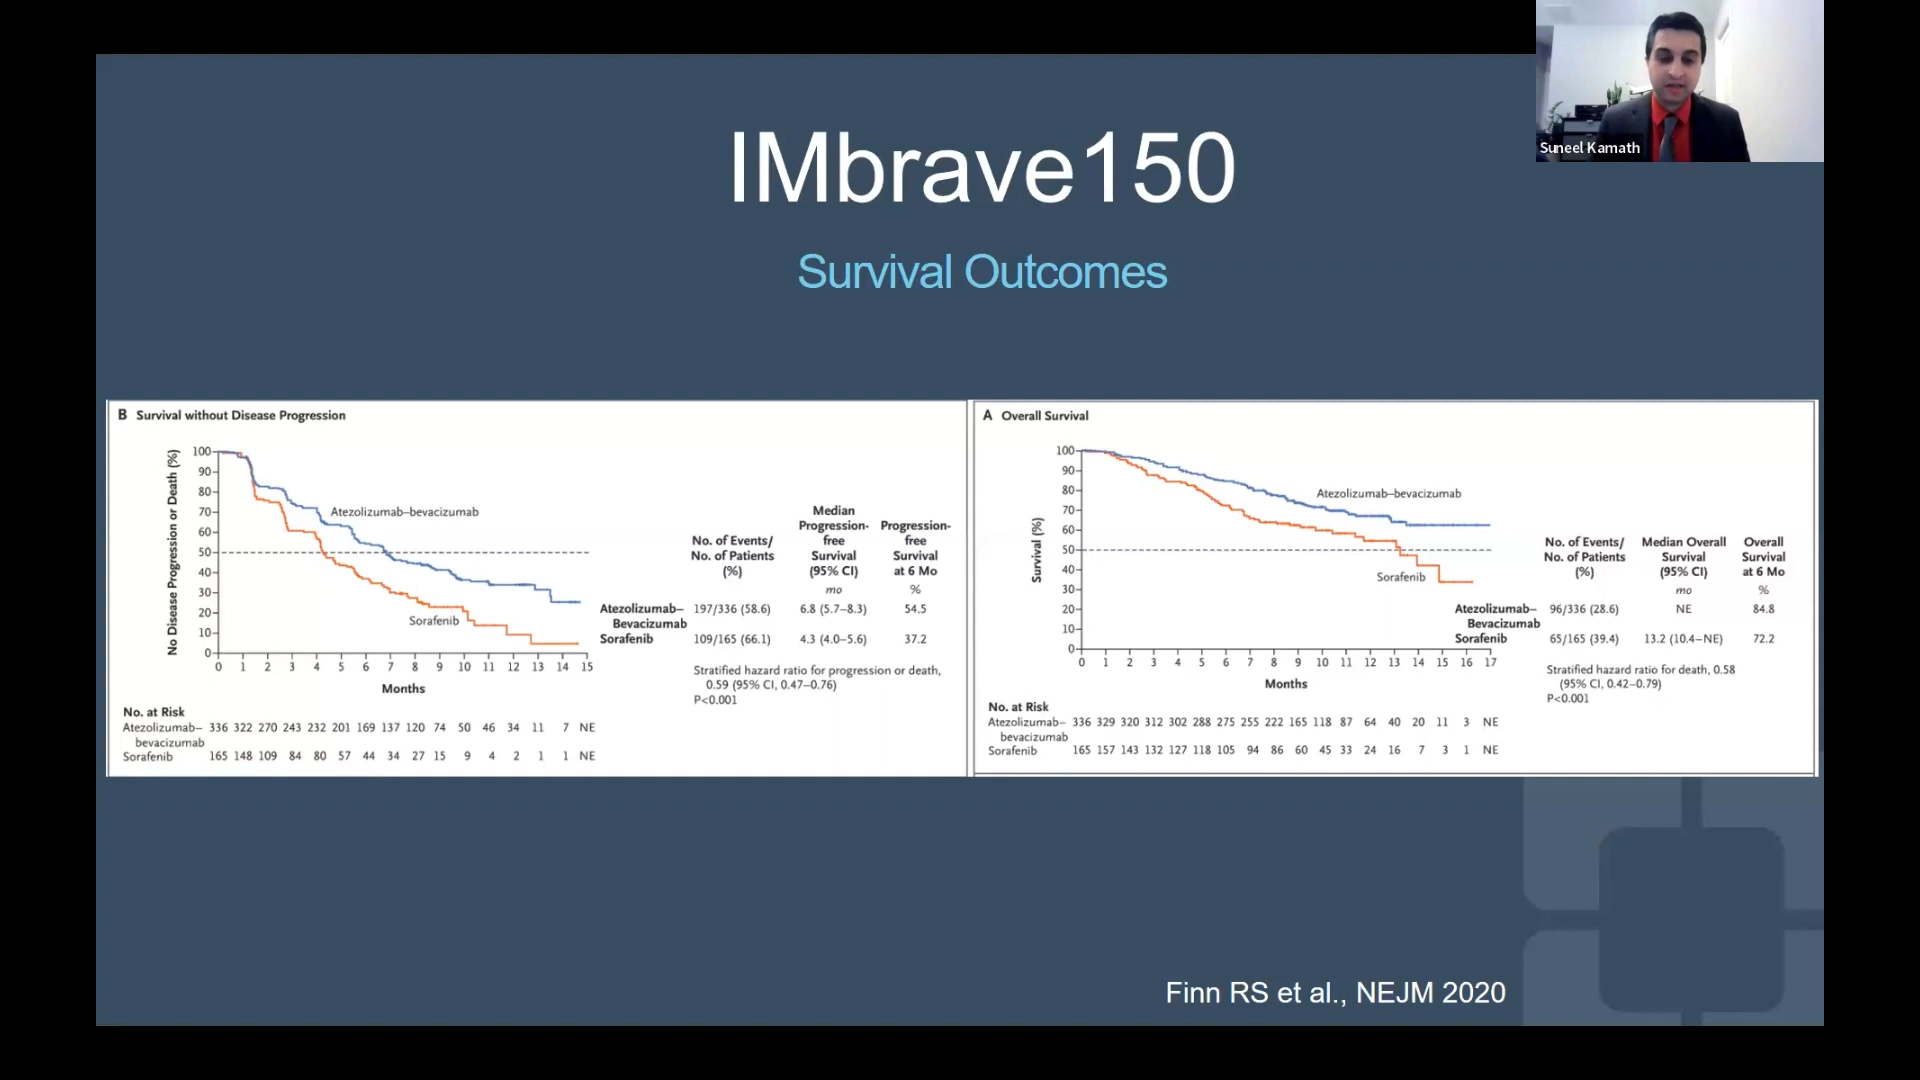 Suneel Kamath
IMbrave150
Survival Outcomes
B Survival without Disease Progression
No Disease Progression or Death (%)
100
90
80
70
60
50
40
30
20
10
0
Atezolizumab–bevacizumab
Sorafenib
0 1 2 3 4 5 6 7 8 9 10 11 12 13 14 15
Months
No. of Events/
No. of Patients
(%)
Median
Progression-
free
Survival
(95% CI)
Progression-
free
Survival
at 6 Mo
mo %
Atezolizumab–
Bevacizumab
197/336 (58.6) 6.8 (5.7–8.3) 54.5
Sorafenib 109/165 (66.1) 4.3 (4.0–5.6) 37.2
Stratified hazard ratio for progression or death,
0.59 (95% CI, 0.47–0.76)
P<0.001
No. at Risk
Atezolizumab–
bevacizumab
336 322 270 243 232 201 169 137 120 74 50 46 34 11 7 NE
Sorafenib 165 148 109 84 80 57 44 34 27 15 9 4 2 1 1 NE
A Overall Survival
Survival (%)
100
90
80
70
60
50
40
30
20
10
0
Atezolizumab–bevacizumab
Sorafenib
0 1 2 3 4 5 6 7 8 9 10 11 12 13 14 15 16 17
Months
No. of Events/
No. of Patients
(%)
Median Overall
Survival
(95% CI)
Overall
Survival
at 6 Mo
mo %
Atezolizumab–
Bevacizumab
96/336 (28.6) NE 84.8
Sorafenib 65/165 (39.4) 13.2 (10.4–NE) 72.2
Stratified hazard ratio for death, 0.58
(95% CI, 0.42–0.79)
P<0.001
No. at Risk
Atezolizumab–
bevacizumab
336 329 320 312 302 288 275 255 222 165 118 87 64 40 20 11 3 NE
Sorafenib 165 157 143 132 127 118 105 94 86 60 45 33 24 16 7 3 1 NE
Finn RS et al., NEJM 2020